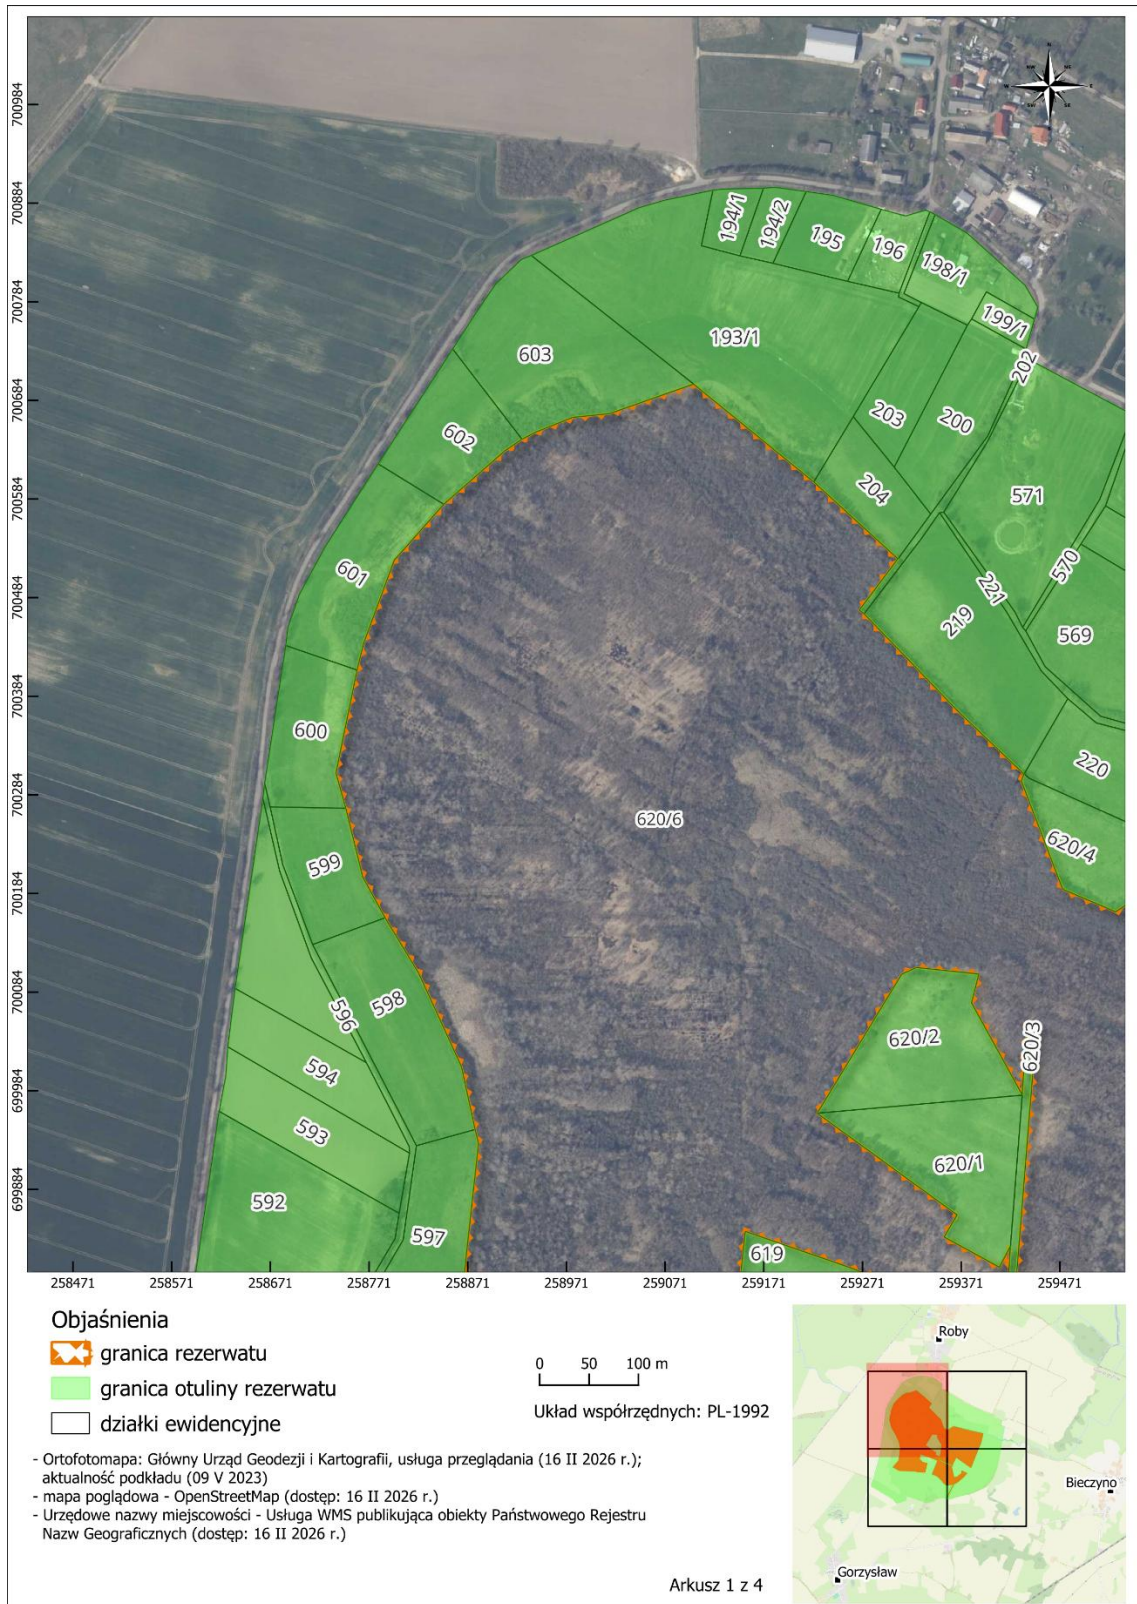 700984
700884
700784
700684
700584
700484
700384
700284
700184
700084
699984
699884
N
NE
E
SE
S
SW
W
NW
194/1
194/2
195
196
198/1
199/1
202
193/1
603
602
203
200
204
571
601
570
221
219
569
600
220
620/4
620/6
599
596
598
594
593
592
597
620/2
620/3
620/1
619
258471
258571
258671
258771
258871
258971
259071
259171
259271
259371
259471
Objaśnienia
granica rezerwatu
granica otuliny rezerwatu
działki ewidencyjne
0 50 100 m
Układ współrzędnych: PL-1992
- Ortofotomapa: Główny Urząd Geodezji i Kartografii, usługa przeglądania (16 II 2026 r.);
aktualność podkładu (09 V 2023)
- mapa poglądowa - OpenStreetMap (dostęp: 16 II 2026 r.)
- Urzędowe nazwy miejscowości - Usługa WMS publikująca obiekty Państwowego Rejestru
Nazw Geograficznych (dostęp: 16 II 2026 r.)
Arkusz 1 z 4
Roby
Bieczyno
Gorzysław